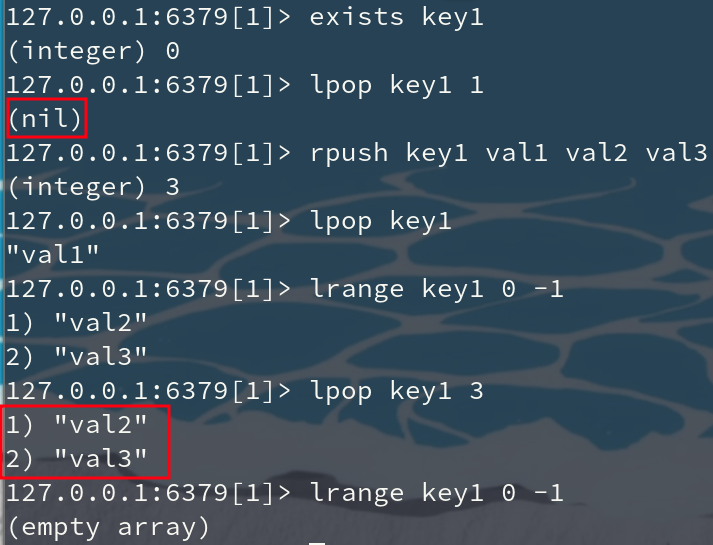 127.0.0.1:6379[1]> exists key1
(integer) 0
127.0.0.1:6379[1]> lpop key1 1
(nil)
127.0.0.1:6379[1]> rpush key1 val1 val2 val3
(integer) 3
127.0.0.1:6379[1]> lpop key1
"val1"
127.0.0.1:6379[1]> lrange key1 0 -1
1) "val2"
2) "val3"
127.0.0.1:6379[1]> lpop key1 3
1) "val2"
2) "val3"
127.0.0.1:6379[1]> lrange key1 0 -1
(empty array)